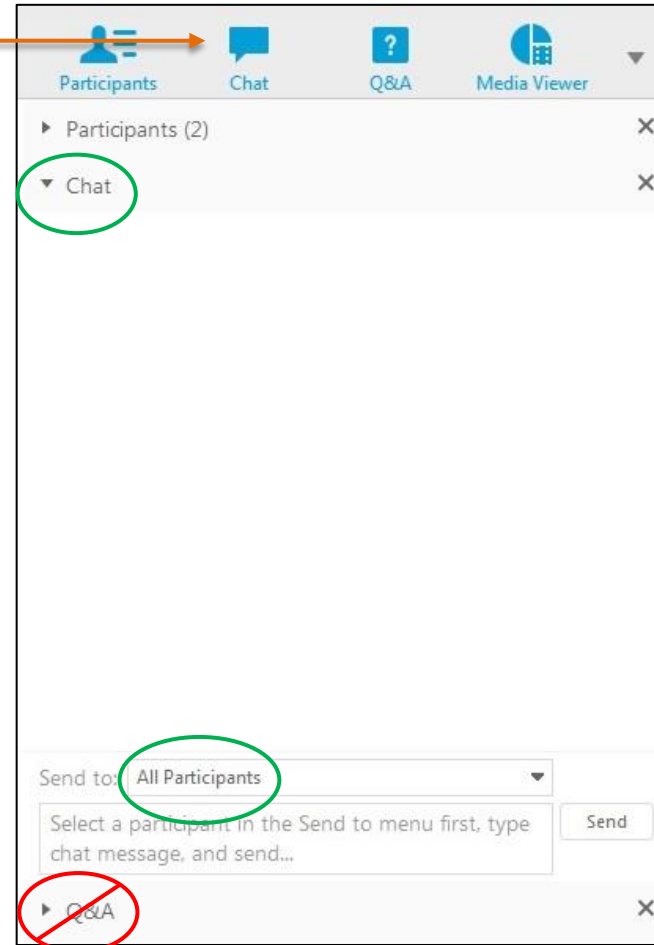 Participants Chat Q&A Media Viewer
Participants (2)
Chat
Send to: All Participants
Select a participant in the Send to menu first, type
chat message, and send...
Send
Q&A